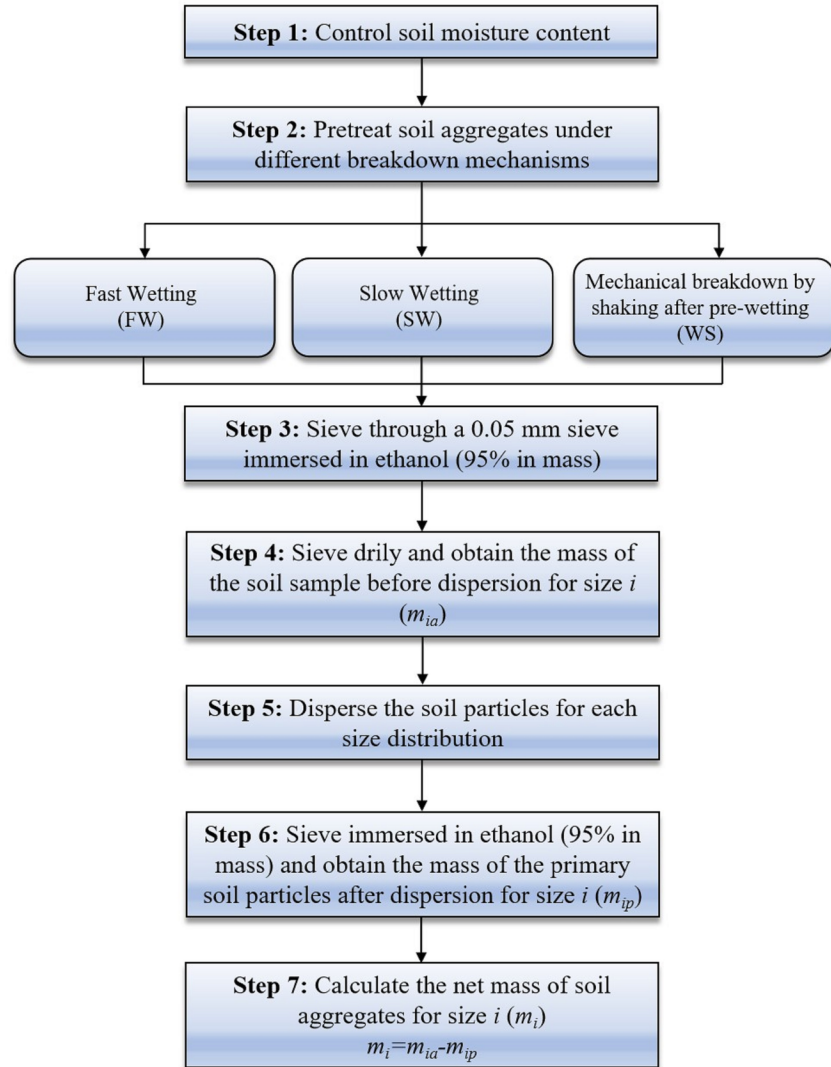 Step 1: Control soil moisture content
Step 2: Pretreat soil aggregates under
different breakdown mechanisms
Fast Wetting
(FW)
Slow Wetting
(SW)
Mechanical breakdown by
shaking after pre-wetting
(WS)
Step 3: Sieve through a 0.05 mm sieve
immersed in ethanol (95% in mass)
Step 4: Sieve drily and obtain the mass of
the soil sample before dispersion for size i
(mia)
Step 5: Disperse the soil particles for each
size distribution
Step 6: Sieve immersed in ethanol (95% in
mass) and obtain the mass of the primary
soil particles after dispersion for size i (mip)
Step 7: Calculate the net mass of soil
aggregates for size i (mi)
mi=mia-mip